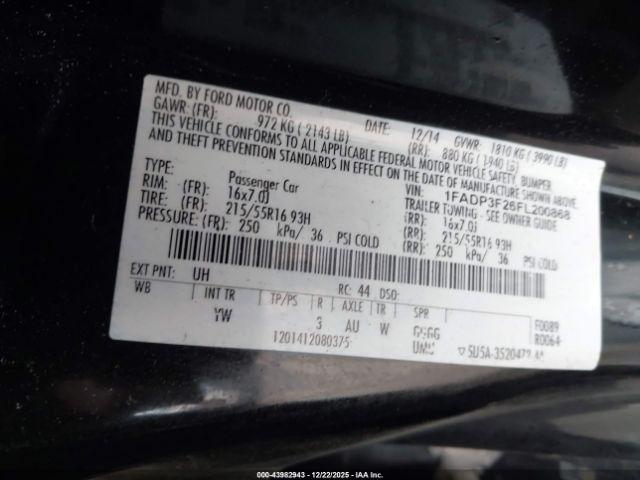 MFD. BY FORD MOTOR CO. DATE: 12/14 GVWR: 1810 KG ( 3990 LB)
GAWR: (FR): 972 KG ( 2143 LB) (RR): 880 KG ( 1940 LB)
THIS VEHICLE CONFORMS TO ALL APPLICABLE FEDERAL MOTOR VEHICLE SAFETY, BUMPER
AND THEFT PREVENTION STANDARDS IN EFFECT ON THE DATE OF MANUFACTURE SHOWN ABOVE.
VIN: 1FADP3F26FL200868
TYPE: Passenger Car TRAILER TOWING - SEE OWNER GUIDE
RIM: (FR): 16x7.0J (RR): 16x7.0J
TIRE: (FR): 215/55R16 93H (RR): 215/55R16 93H
PRESSURE: (FR): 250 kPa/ 36 PSI COLD (RR): 250 kPa/ 36 PSI COLD
EXT PNT: UH RC: 44 DSO:
WB INT TR TP/PS R AXLE TR SPR F0089
YW 3 AU W R0064
1201412080375
© 000-43982943 - 12/22/2025 - IAAI, Inc.